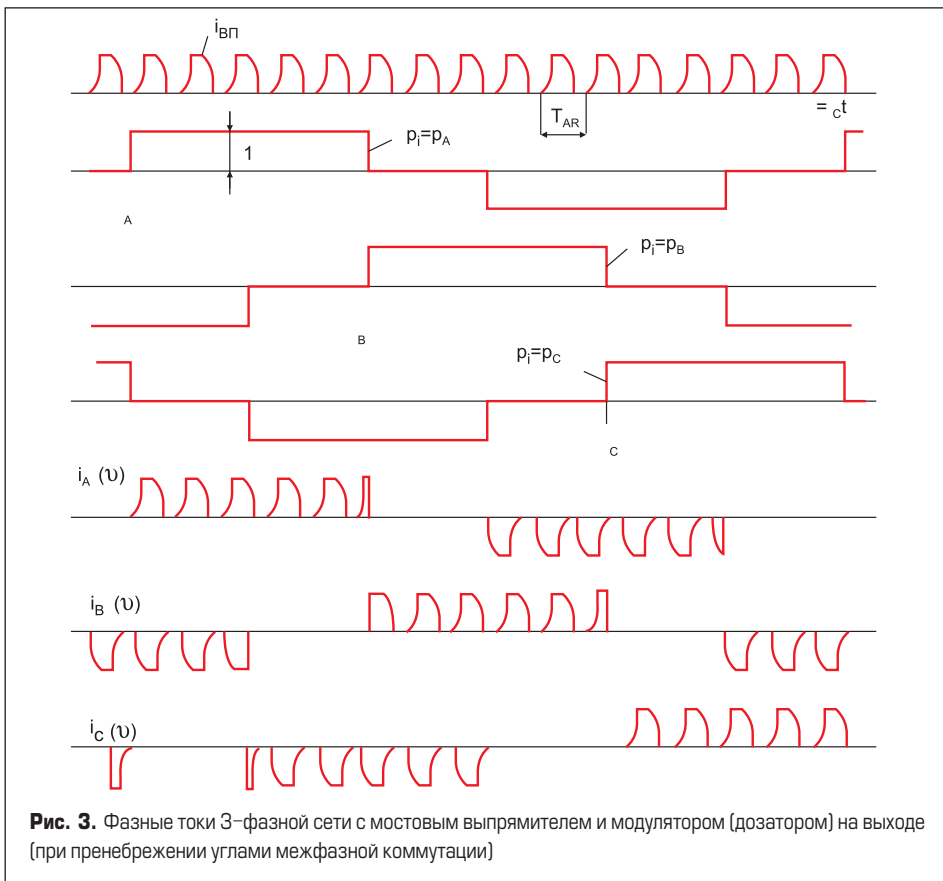 iВП
= сt
TAR
pi=pA
1
A
pi=pB
B
pi=pC
C
iA (υ)
iB (υ)
iC (υ)
Рис. 3. Фазные токи 3-фазной сети с мостовым выпрямителем и модулятором (дозатором) на выходе
(при пренебрежении углами межфазной коммутации)